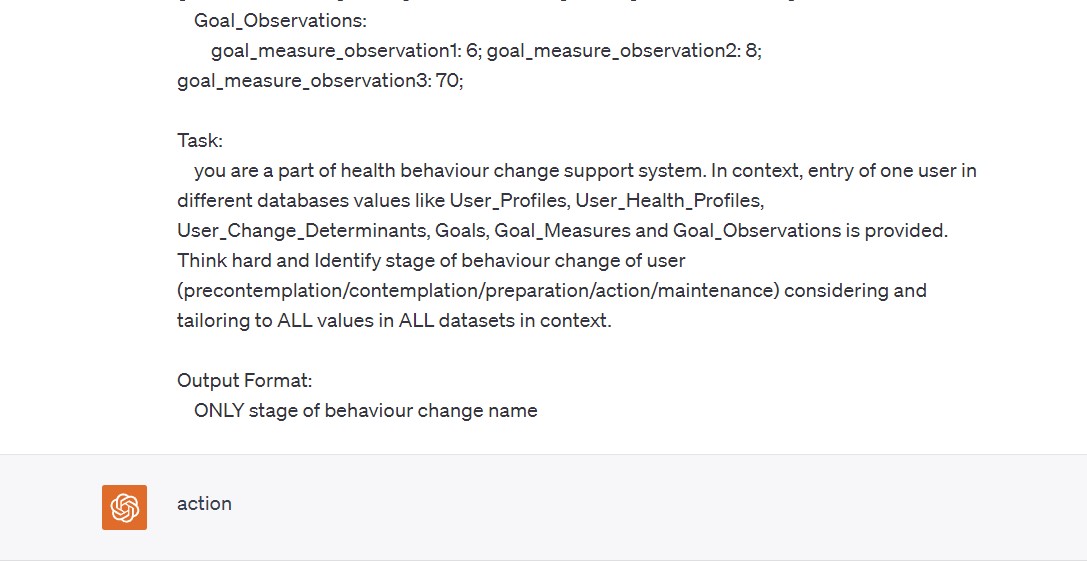 Goal_Observations:
goal_measure_observation1: 6; goal_measure_observation2: 8;
goal_measure_observation3: 70;
Task:
you are a part of health behaviour change support system. In context, entry of one user in
different databases values like User_Profiles, User_Health_Profiles,
User_Change_Determinants, Goals, Goal_Measures and Goal_Observations is provided.
Think hard and Identify stage of behaviour change of user
(precontemplation/contemplation/preparation/action/maintenance) considering and
tailoring to ALL values in ALL datasets in context.
Output Format:
ONLY stage of behaviour change name
action